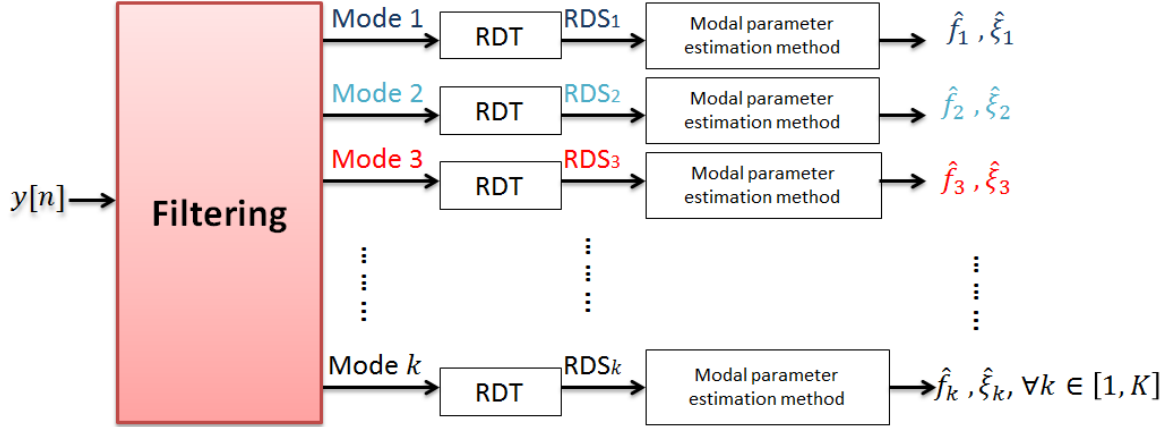 Mode 1
RDT
RDS₁
Modal parameter
estimation method
f̂₁ , ξ̂₁
Mode 2
RDT
RDS₂
Modal parameter
estimation method
f̂₂ , ξ̂₂
Mode 3
RDT
RDS₃
Modal parameter
estimation method
f̂₃ , ξ̂₃
y[n]
Filtering
Mode k
RDT
RDSₖ
Modal parameter
estimation method
f̂ₖ , ξ̂ₖ, ∀k ∈ [1, K]